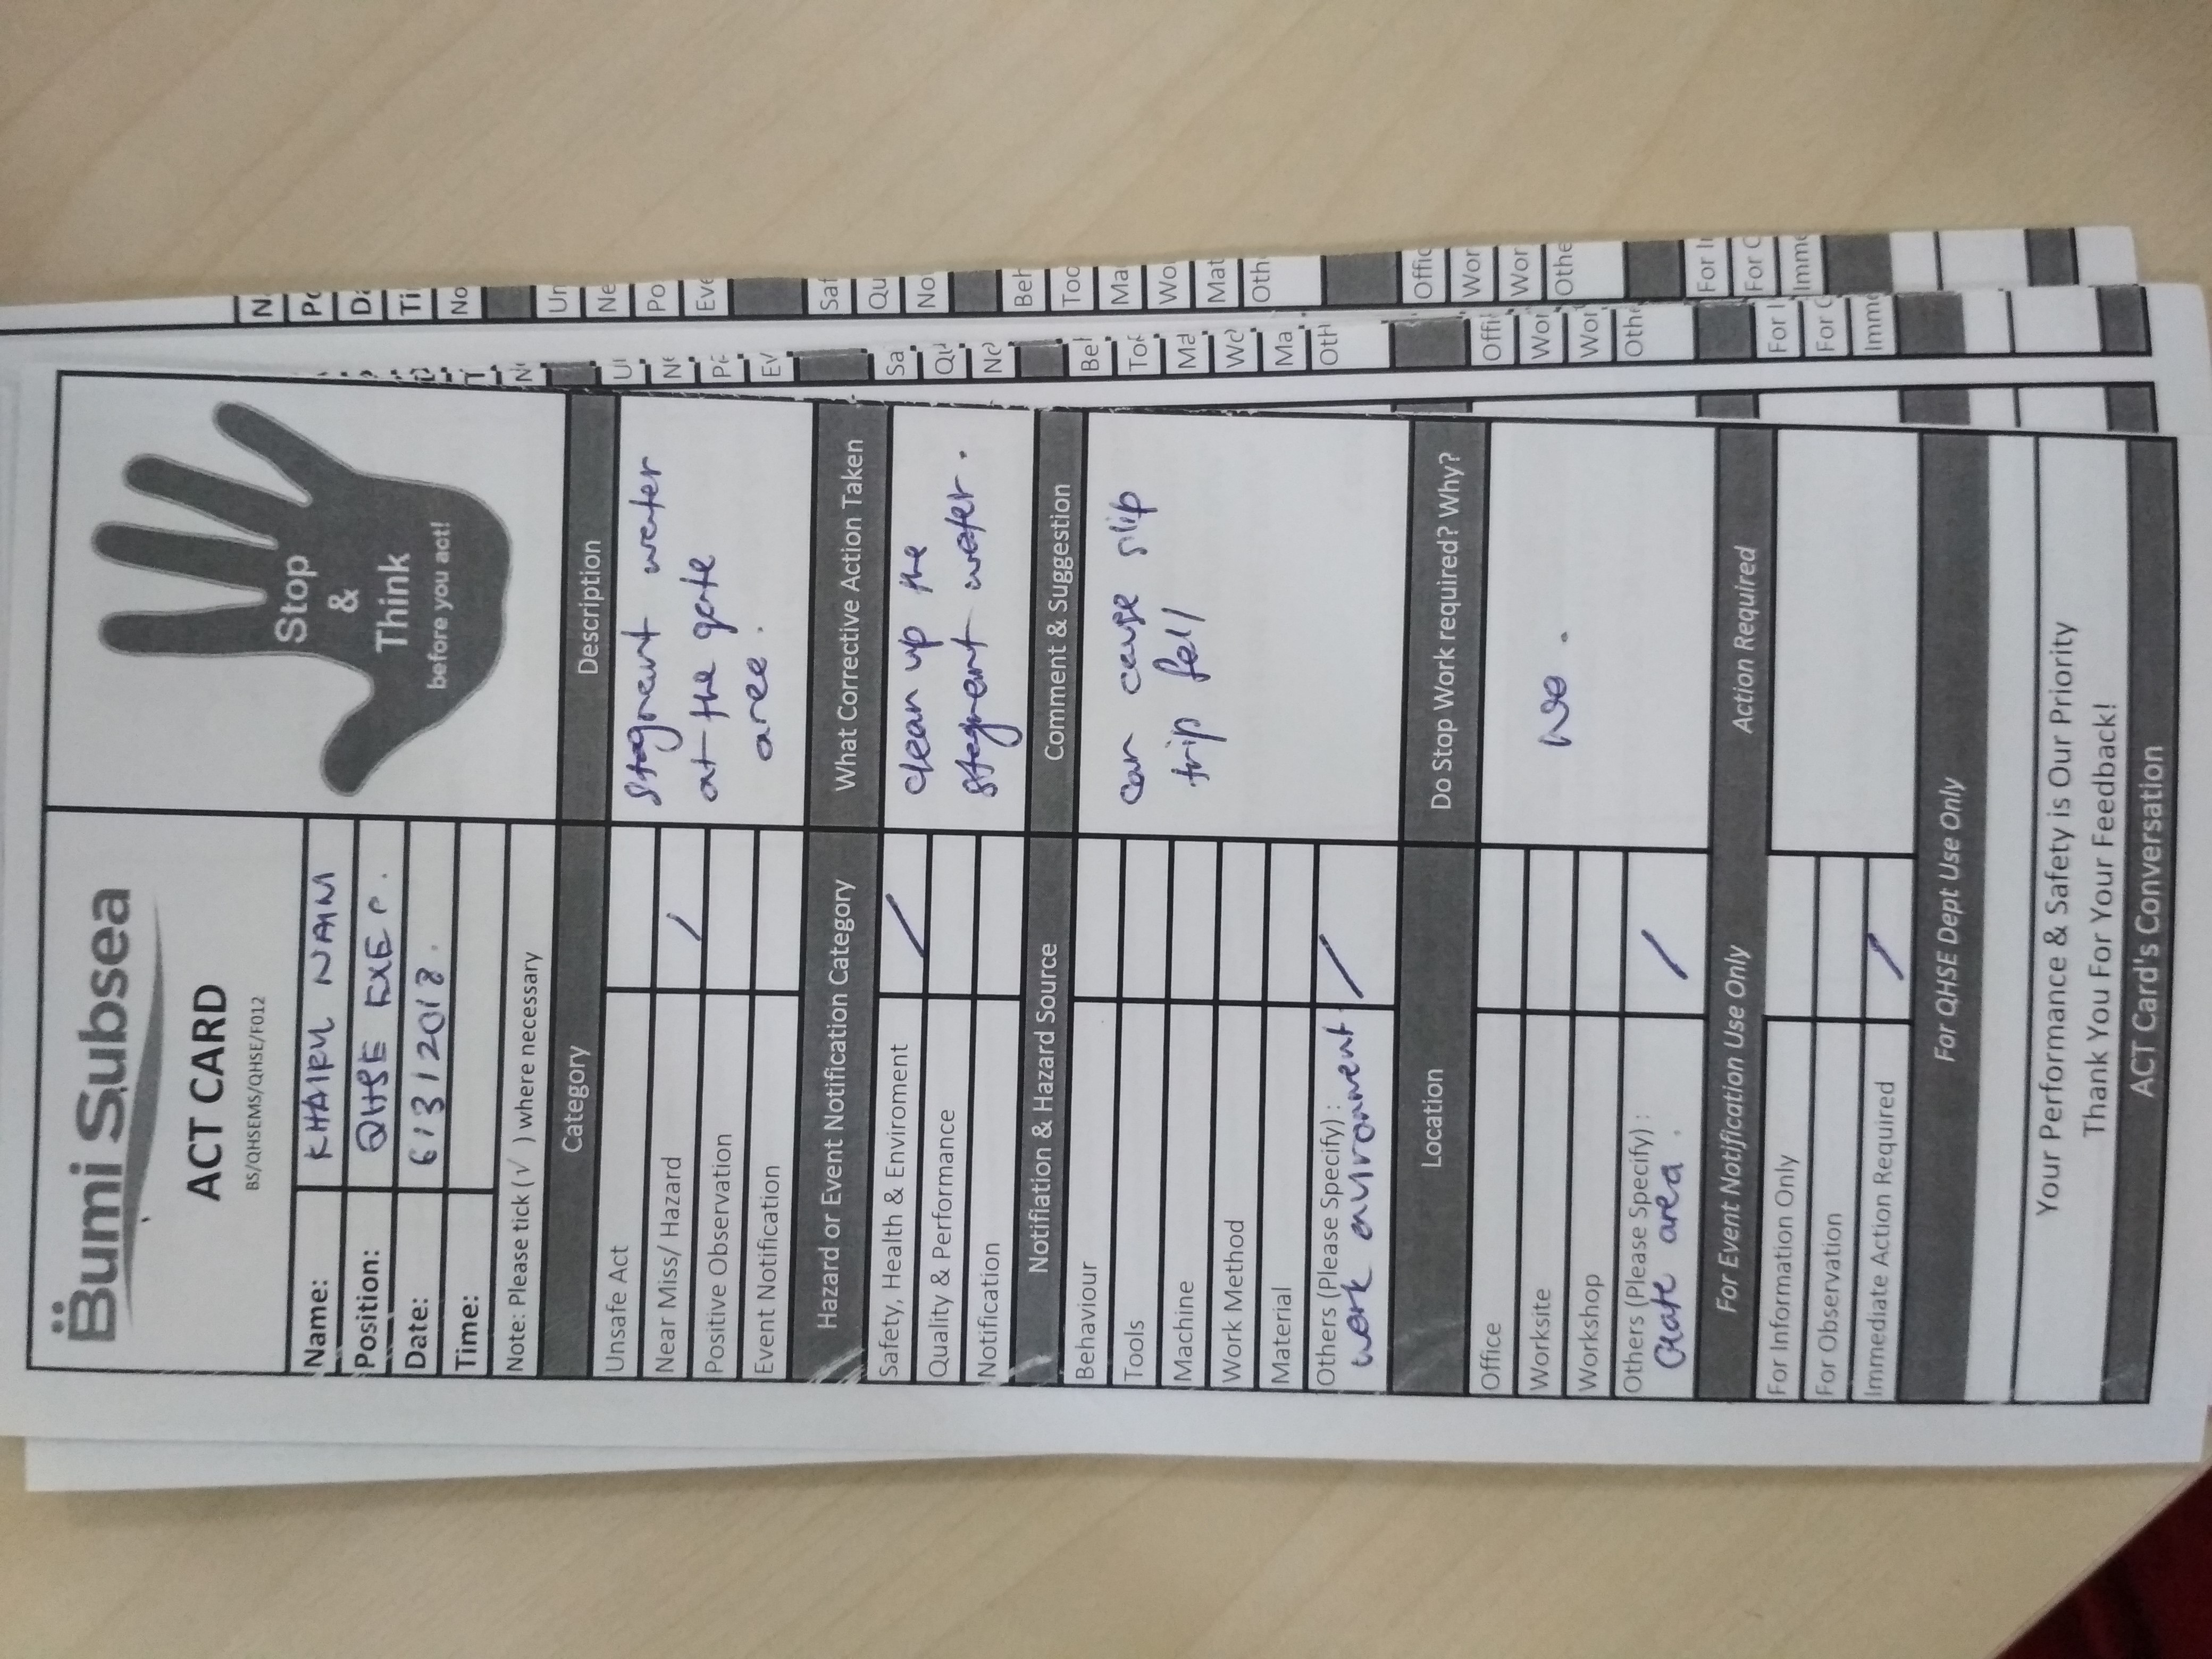 Bumi Subsea
ACT CARD
BS/QHSEMS/QHSE/F012
Stop
&
Think
before you act!
Name: KHAIRUL NAIM
Position: QHSE EXEC.
Date: 6/3/2018.
Time:
Note: Please tick (√) where necessary
Category Description
Unsafe Act
Near Miss/ Hazard /
Positive Observation
Event Notification
Stagnant water
at the gate
area.
Hazard or Event Notification Category What Corrective Action Taken
Safety, Health & Enviroment /
Quality & Performance
Notification
clean up the
stagnant water.
Notifiation & Hazard Source Comment & Suggestion
Behaviour
Tools
Machine
Work Method
Material
Others (Please Specify): /
work environment
can cause slip
trip fall
Location Do Stop Work required? Why?
Office
Worksite
Workshop
Others (Please Specify): /
Gate area.
No.
For Event Notification Use Only Action Required
For Information Only
For Observation
Immediate Action Required /
For QHSE Dept Use Only
Your Performance & Safety is Our Priority
Thank You For Your Feedback!
ACT Card's Conversation